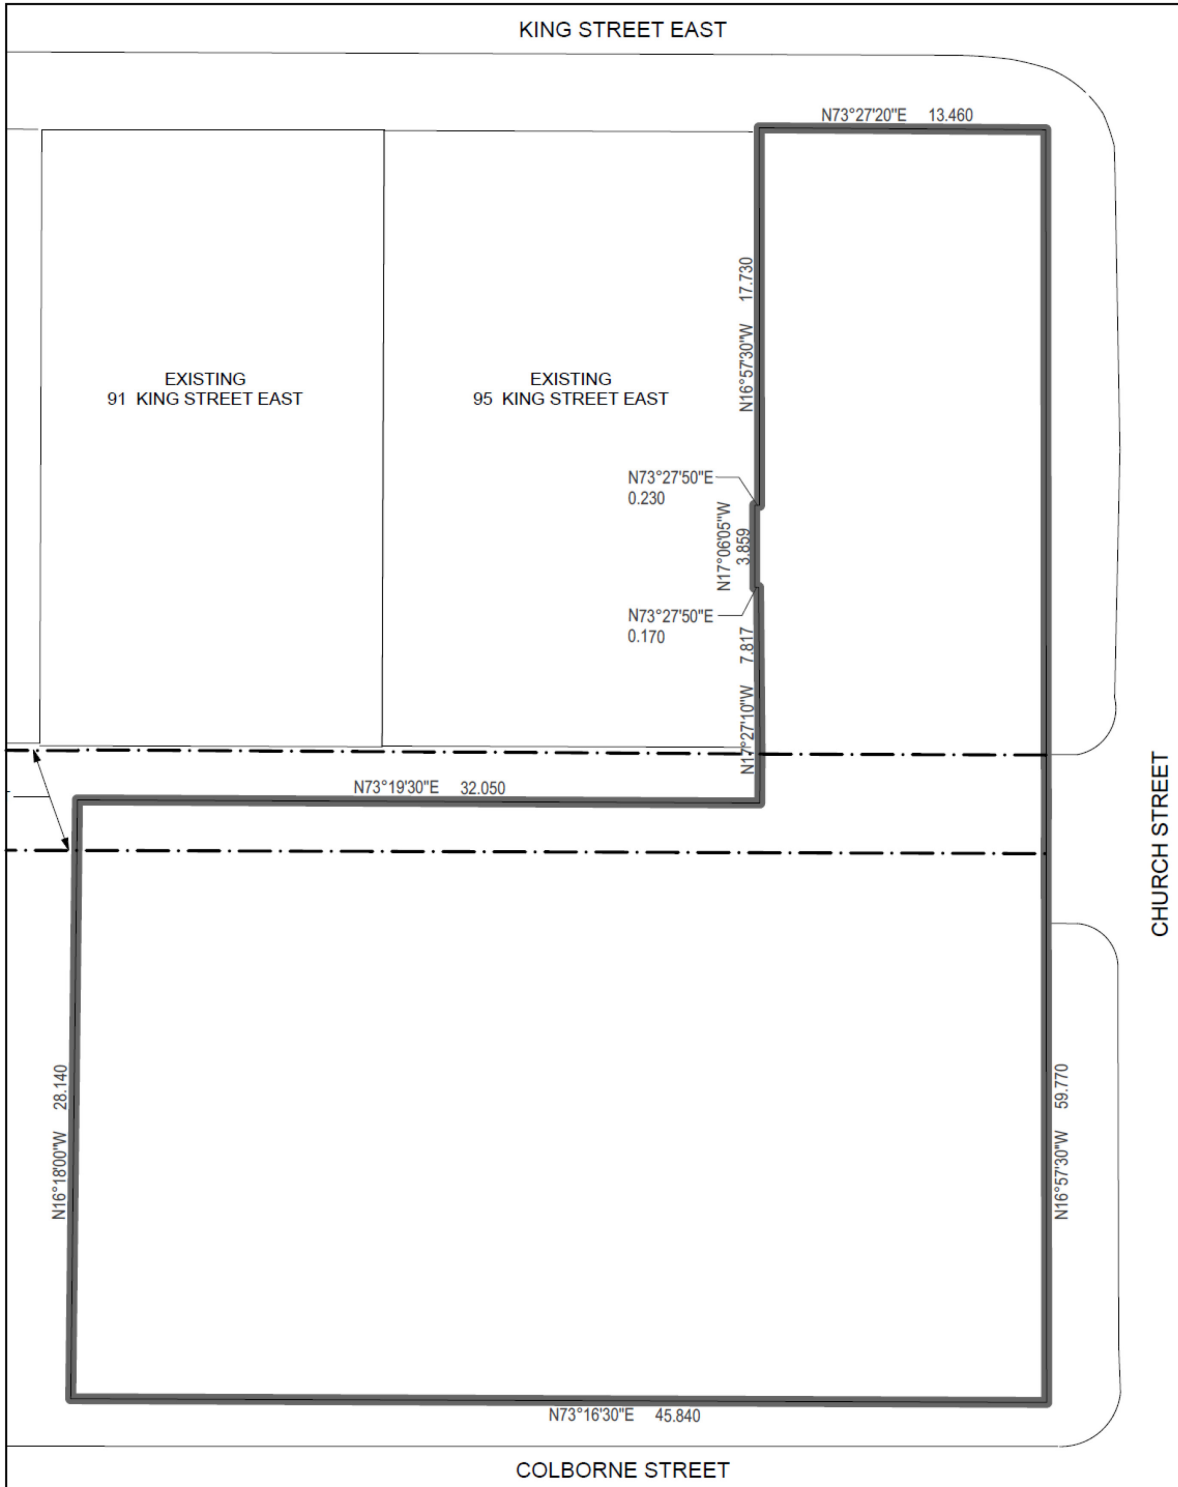 KING STREET EAST
N73°27'20"E 13.460
N16°57'30"W 17.730
EXISTING
91 KING STREET EAST
EXISTING
95 KING STREET EAST
N73°27'50"E
0.230
N17°06'05"W
3.859
N73°27'50"E
0.170
N17°27'10"W 7.817
N73°19'30"E 32.050
CHURCH STREET
N16°18'00"W 28.140
N16°57'30"W 59.770
N73°16'30"E 45.840
COLBORNE STREET